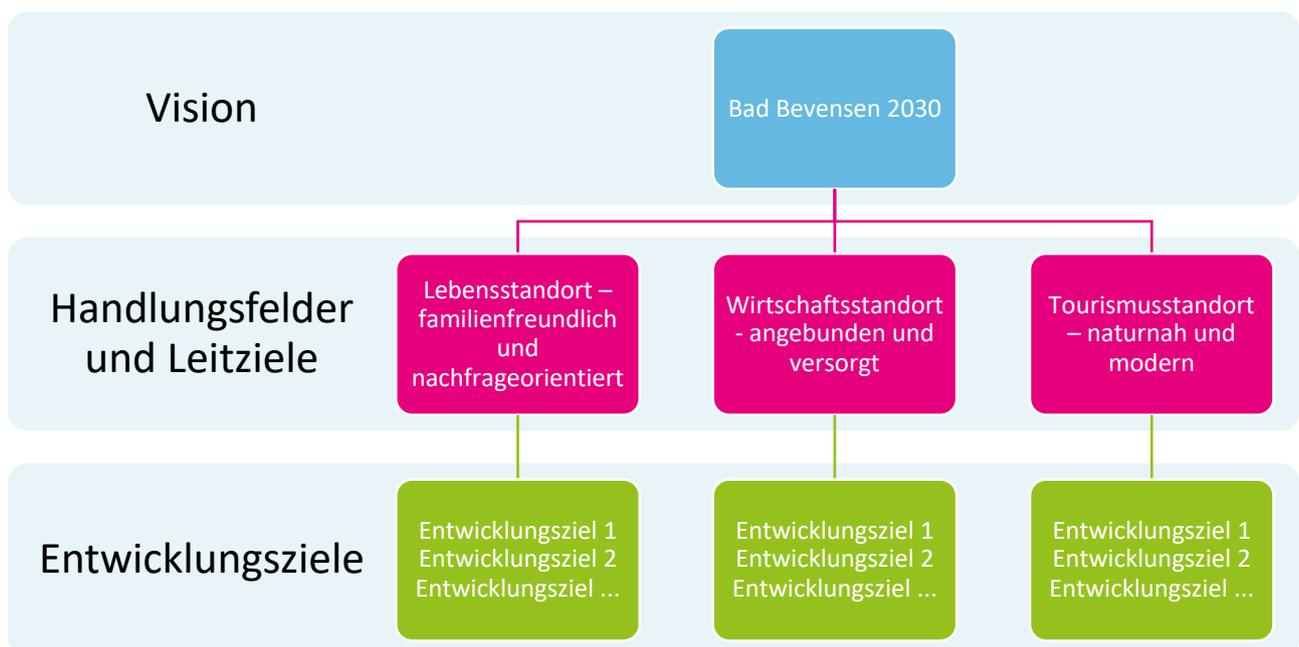 Vision
Bad Bevensen 2030
Handlungsfelder
und Leitziele
Lebensstandort –
familienfreundlich
und
nachfrageorientiert
Wirtschaftsstandort
- angebunden und
versorgt
Tourismusstandort
– naturnah und
modern
Entwicklungsziele
Entwicklungsziel 1
Entwicklungsziel 2
Entwicklungsziel ...
Entwicklungsziel 1
Entwicklungsziel 2
Entwicklungsziel ...
Entwicklungsziel 1
Entwicklungsziel 2
Entwicklungsziel ...